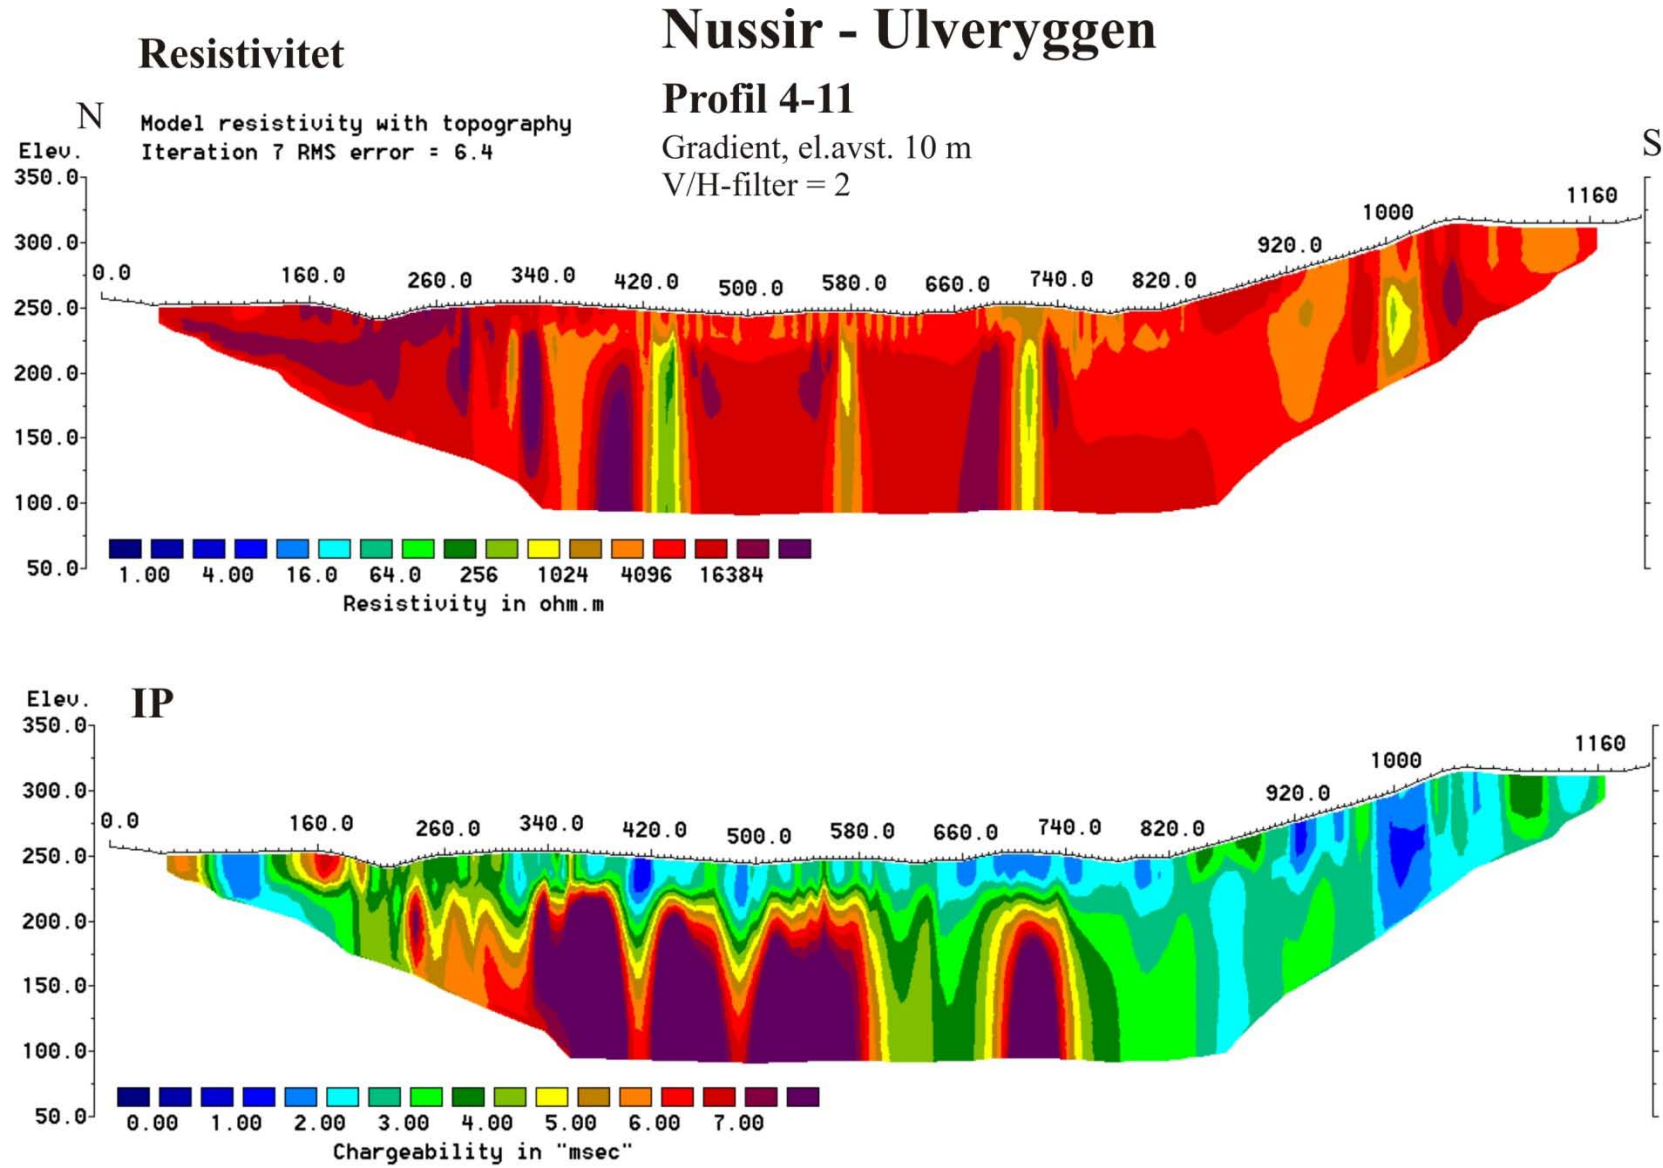 Nussir - Ulveryggen
Resistivitet
Profil 4-11
N
Model resistivity with topography
Gradient, el.avst. 10 m
S
Elev.
Iteration 7 RMS error = 6.4
V/H-filter = 2
350.0
300.0
250.0
200.0
150.0
100.0
50.0
0.0 160.0 260.0 340.0 420.0 500.0 580.0 660.0 740.0 820.0 920.0 1000 1160
1.00 4.00 16.0 64.0 256 1024 4096 16384
Resistivity in ohm.m
Elev.
IP
350.0
300.0
250.0
200.0
150.0
100.0
50.0
0.0 160.0 260.0 340.0 420.0 500.0 580.0 660.0 740.0 820.0 920.0 1000 1160
0.00 1.00 2.00 3.00 4.00 5.00 6.00 7.00
Chargeability in "msec"